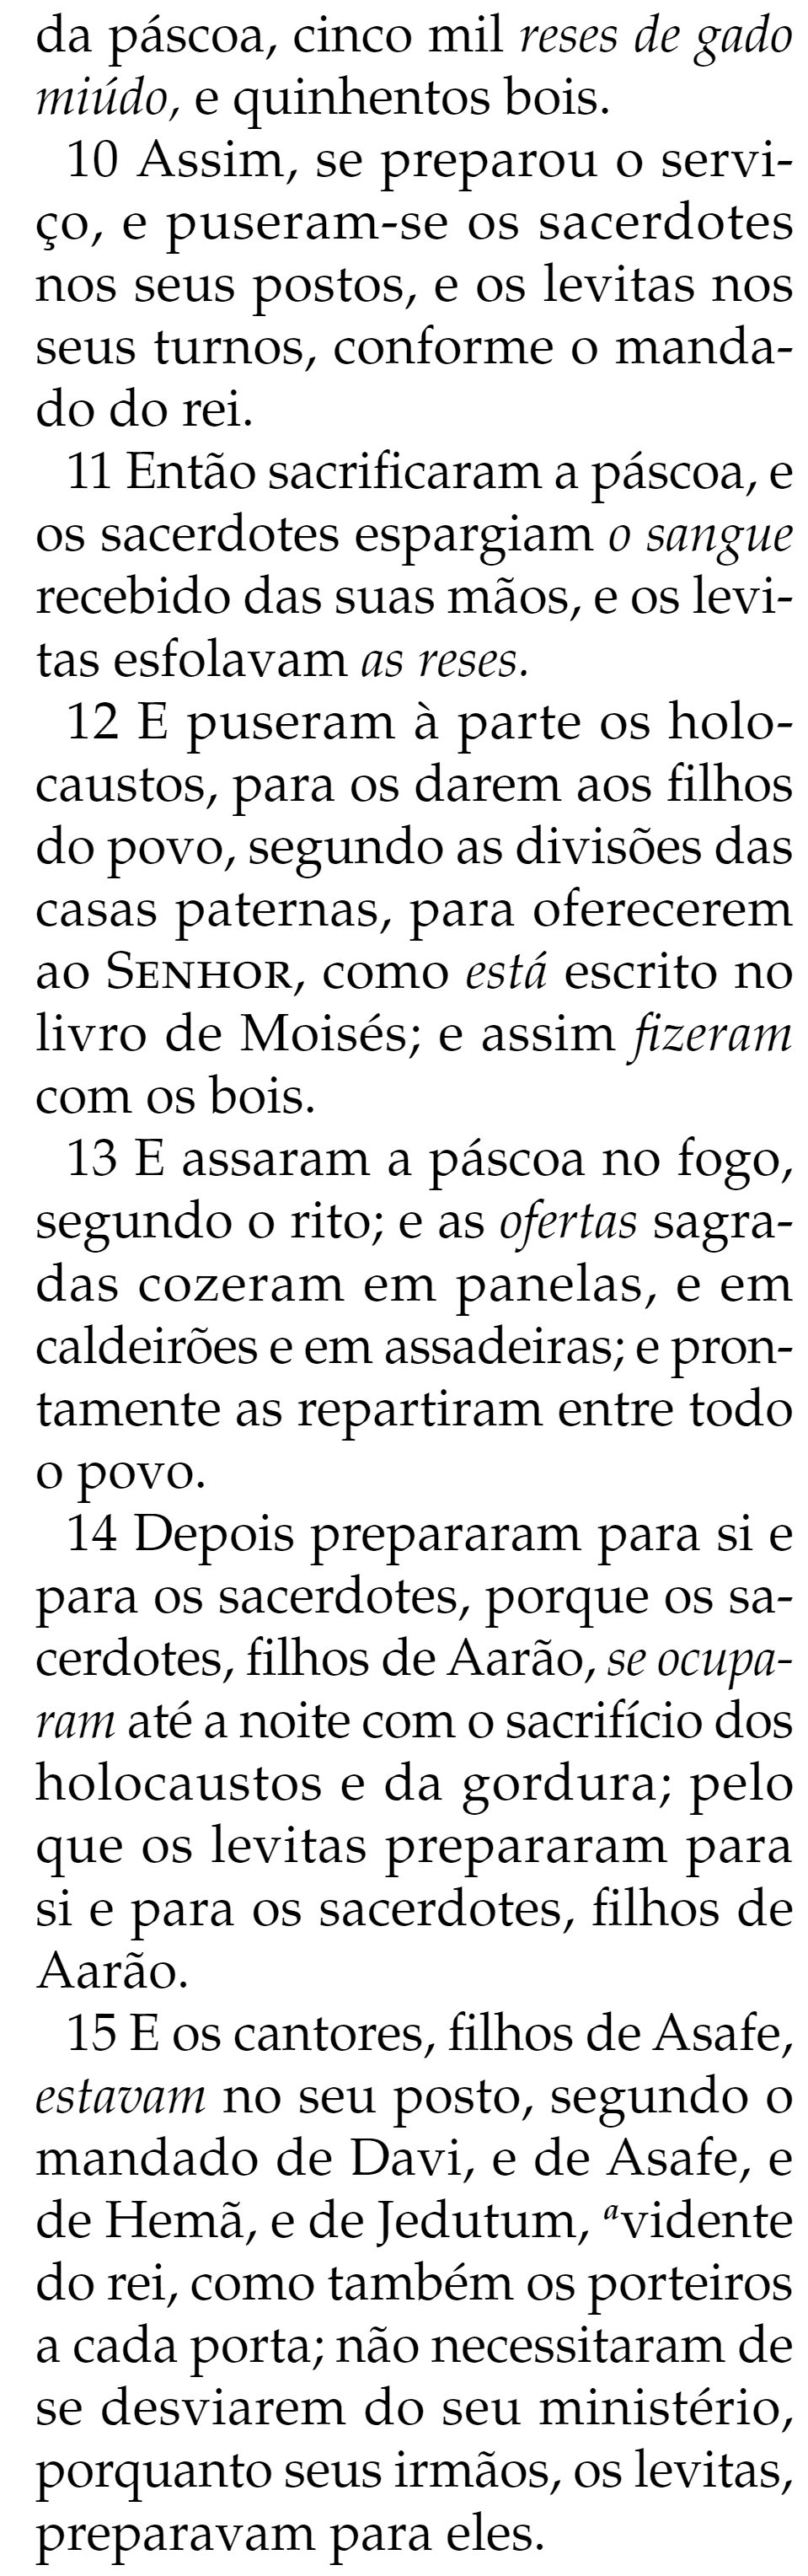 da páscoa, cinco mil reses de gado
miúdo, e quinhentos bois.
10 Assim, se preparou o servi-
ço, e puseram-se os sacerdotes
nos seus postos, e os levitas nos
seus turnos, conforme o manda-
do do rei.
11 Então sacrificaram a páscoa, e
os sacerdotes espargiam o sangue
recebido das suas mãos, e os levi-
tas esfolavam as reses.
12 E puseram à parte os holo-
caustos, para os darem aos filhos
do povo, segundo as divisões das
casas paternas, para oferecerem
ao SENHOR, como está escrito no
livro de Moisés; e assim fizeram
com os bois.
13 E assaram a páscoa no fogo,
segundo o rito; e as ofertas sagra-
das cozeram em panelas, e em
caldeirões e em assadeiras; e pron-
tamente as repartiram entre todo
o povo.
14 Depois prepararam para si e
para os sacerdotes, porque os sa-
cerdotes, filhos de Aarão, se ocupa-
ram até a noite com o sacrifício dos
holocaustos e da gordura; pelo
que os levitas prepararam para
si e para os sacerdotes, filhos de
Aarão.
15 E os cantores, filhos de Asafe,
estavam no seu posto, segundo o
mandado de Davi, e de Asafe, e
de Hemã, e de Jedutum, ᵃvidente
do rei, como também os porteiros
a cada porta; não necessitaram de
se desviarem do seu ministério,
porquanto seus irmãos, os levitas,
preparavam para eles.